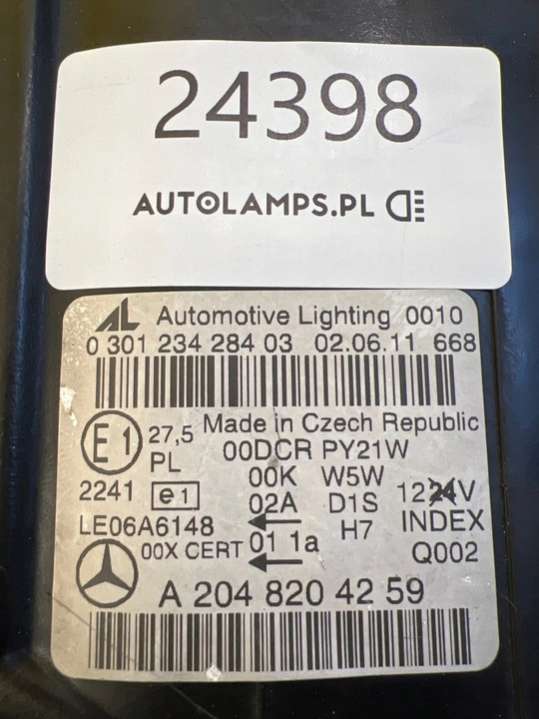 24398
AUTOLAMPS.PL
AL Automotive Lighting 0010
0 301 234 284 03 02.06.11 668
Made in Czech Republic
E1 27,5 00DCR PY21W
PL 00K W5W
2241 e1 02A D1S 1224V
LE06A6148 H7 INDEX
00X CERT 01 1a Q002
A 204 820 42 59